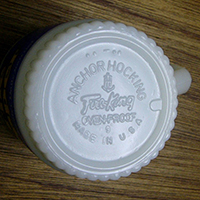 ANCHOR HOCKING
Fire-King
OVEN-PROOF
MADE IN U.S.A.